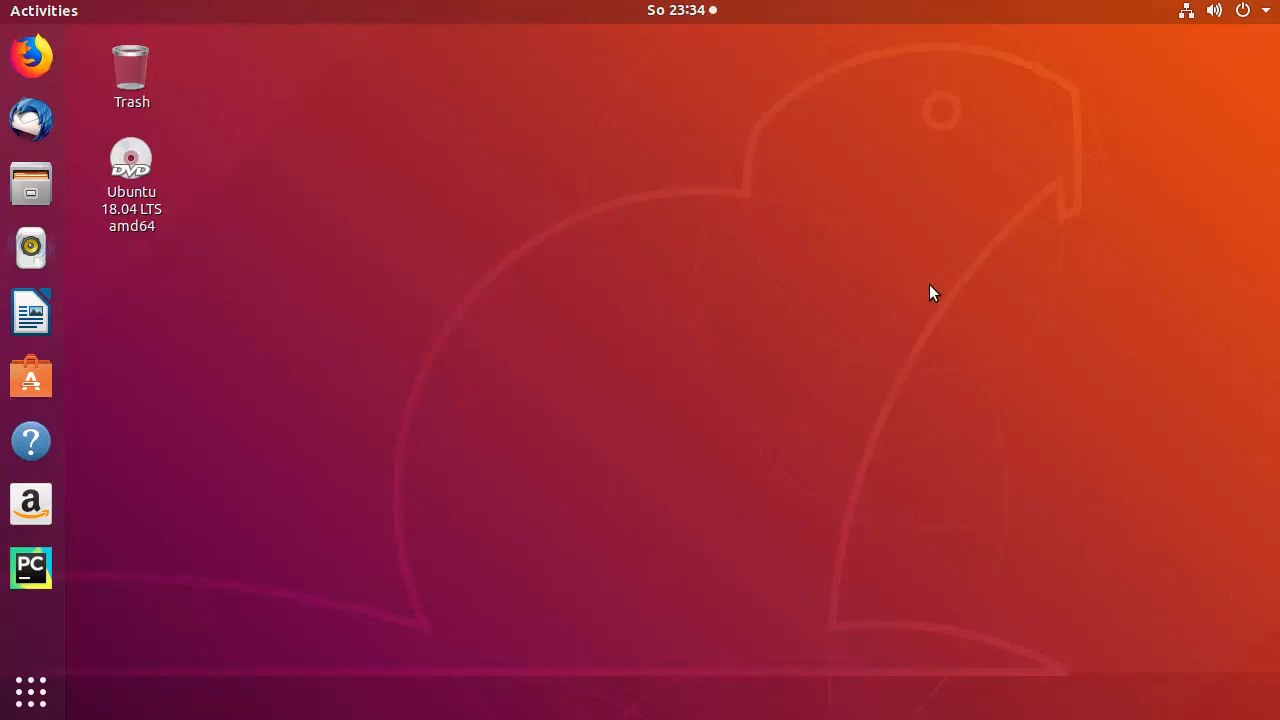 Activities
So 23:34
Trash
DVD
Ubuntu
18.04 LTS
amd64
A
?
a
PC